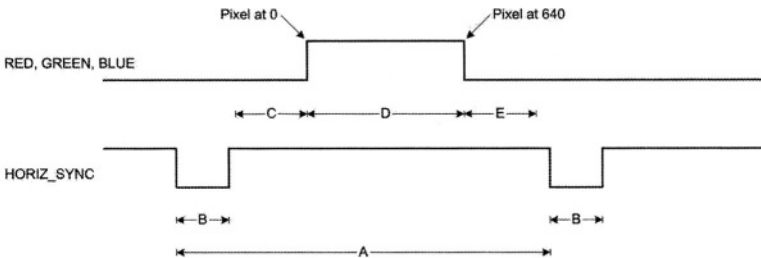 Pixel at 0
Pixel at 640
RED, GREEN, BLUE
C
D
E
HORIZ_SYNC
B
B
A